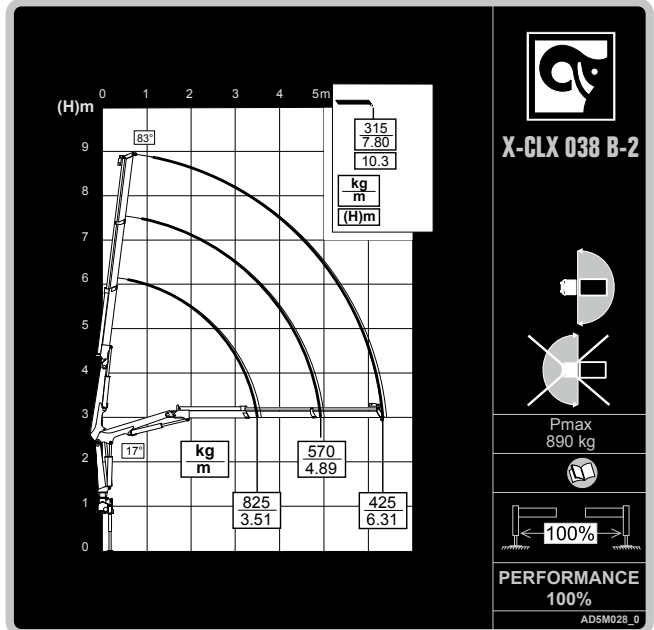 0 1 2 3 4 5m
(H)m
9
8
7
6
5
4
3
2
1
0
83°
17°
315
7.80
10.3
kg
m
(H)m
kg
m
825
3.51
570
4.89
425
6.31
X-CLX 038 B-2
Pmax
890 kg
100%
PERFORMANCE
100%
AD5M028_0